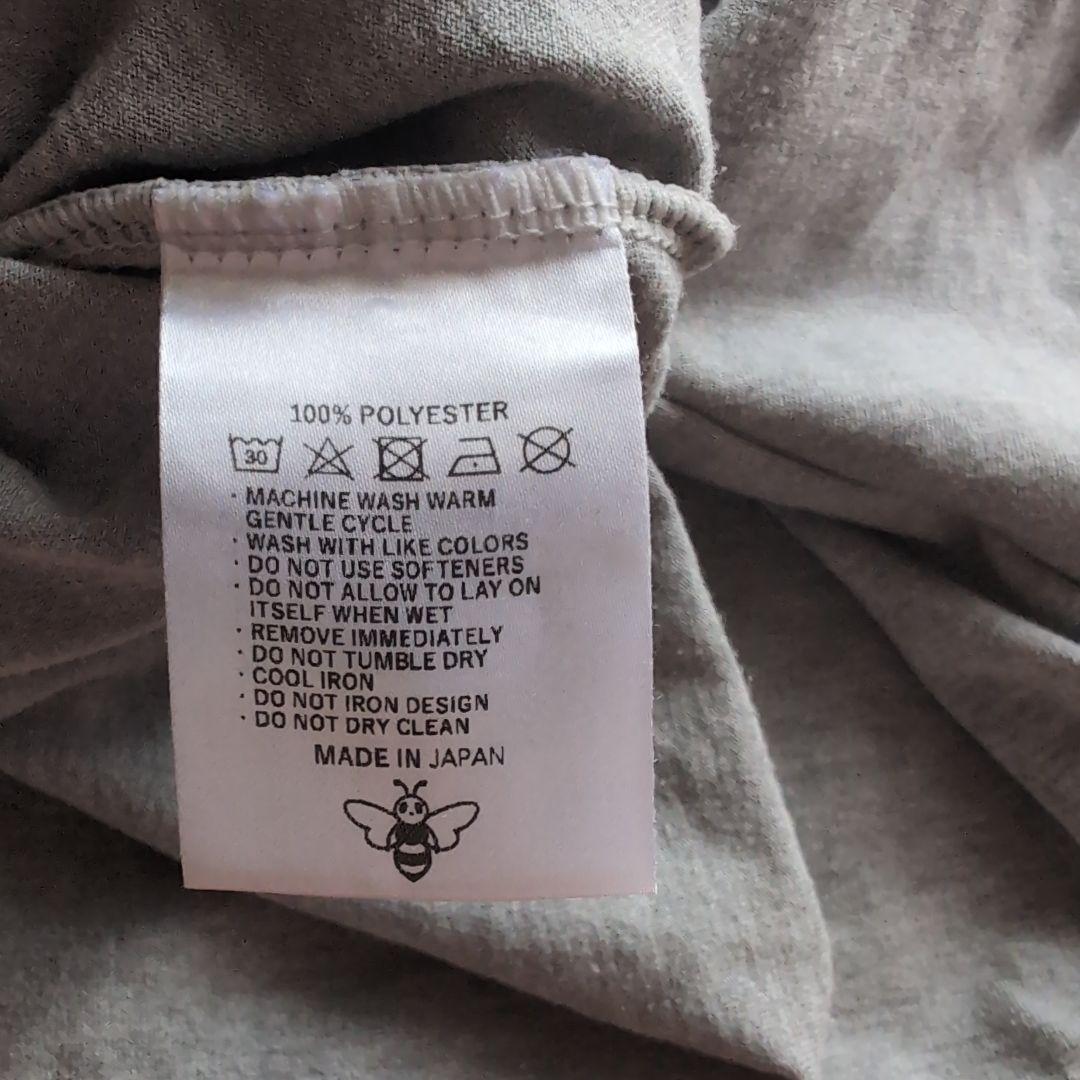 100% POLYESTER
30
· MACHINE WASH WARM
GENTLE CYCLE
· WASH WITH LIKE COLORS
· DO NOT USE SOFTENERS
· DO NOT ALLOW TO LAY ON
ITSELF WHEN WET
· REMOVE IMMEDIATELY
· DO NOT TUMBLE DRY
· COOL IRON
· DO NOT IRON DESIGN
· DO NOT DRY CLEAN
MADE IN JAPAN